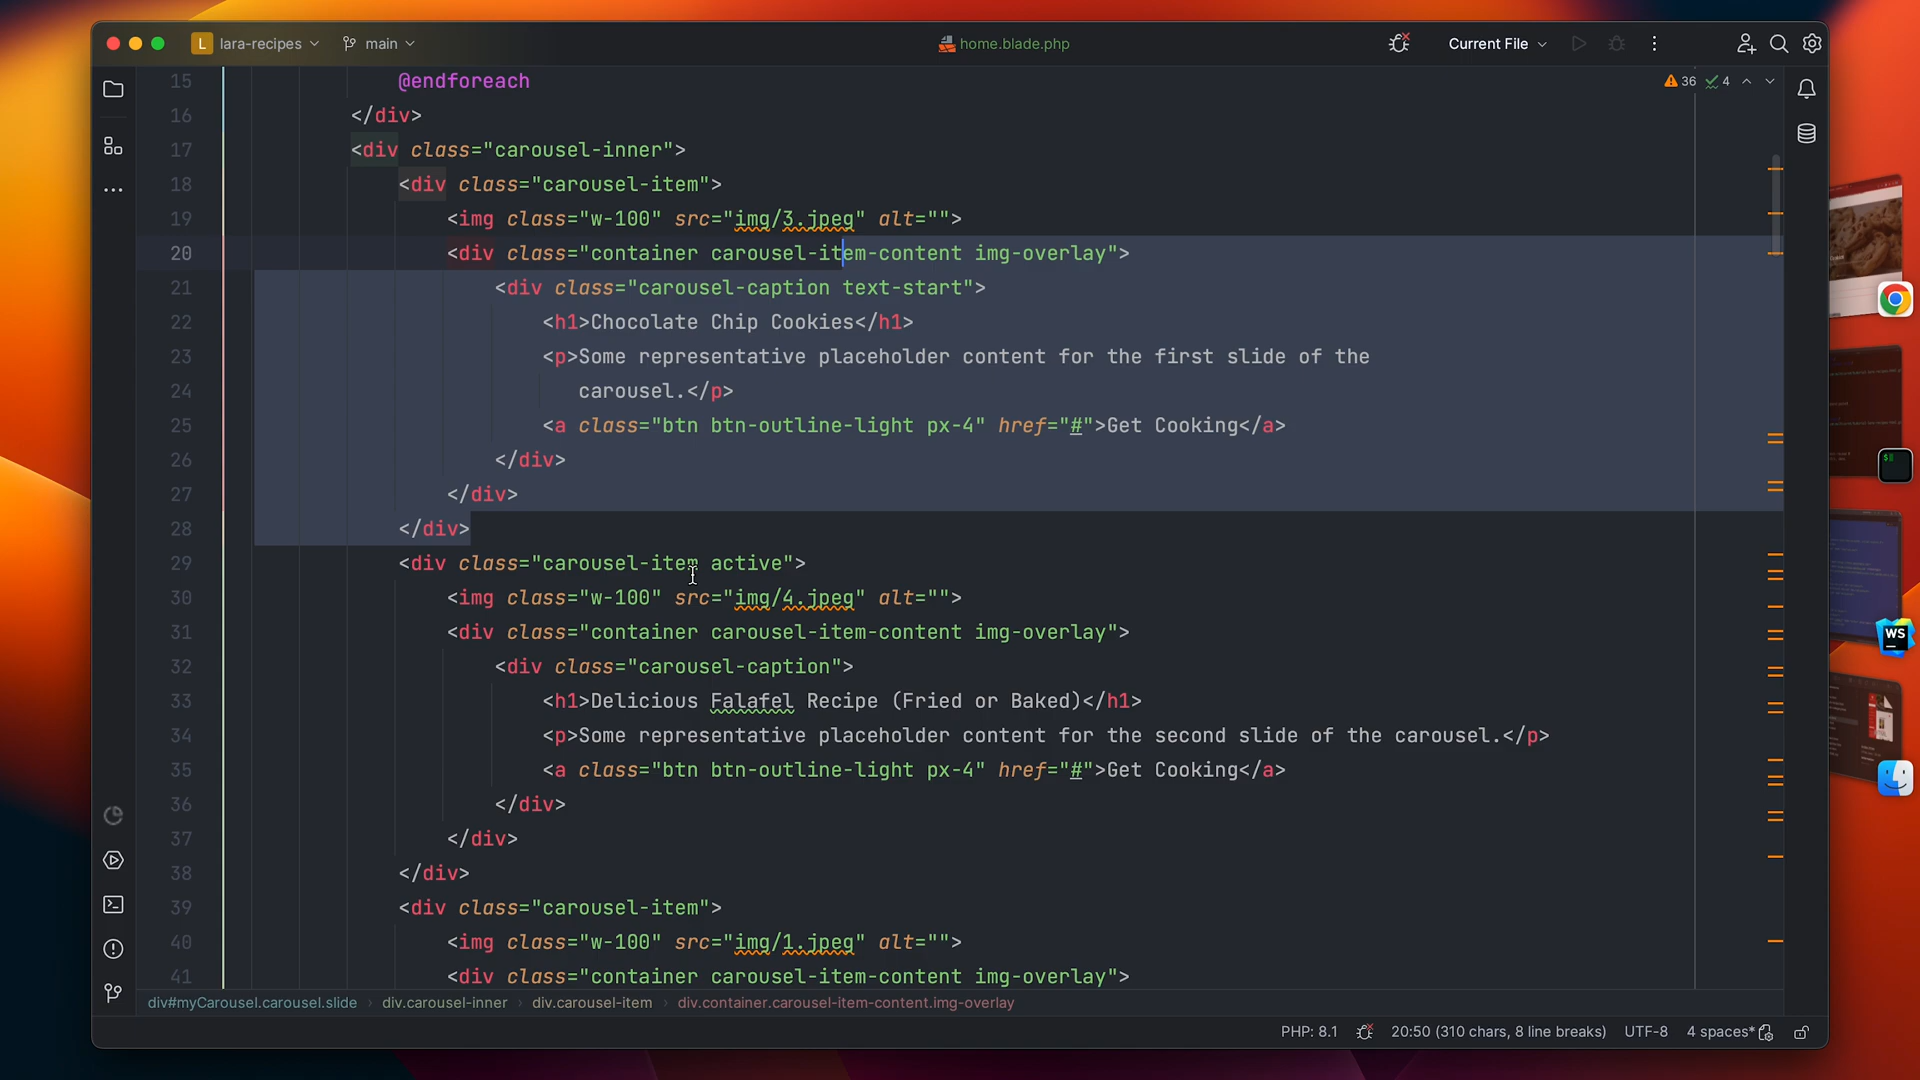 L lara-recipes main home.blade.php Current File
15 @endforeach 36 4
16 </div>
17 <div class="carousel-inner">
18 <div class="carousel-item">
19 <img class="w-100" src="img/3.jpeg" alt="">
20 <div class="container carousel-item-content img-overlay">
21 <div class="carousel-caption text-start">
22 <h1>Chocolate Chip Cookies</h1>
23 <p>Some representative placeholder content for the first slide of the
24 carousel.</p>
25 <a class="btn btn-outline-light px-4" href="#">Get Cooking</a>
26 </div>
27 </div>
28 </div>
29 <div class="carousel-item active">
30 <img class="w-100" src="img/4.jpeg" alt="">
31 <div class="container carousel-item-content img-overlay">
32 <div class="carousel-caption">
33 <h1>Delicious Falafel Recipe (Fried or Baked)</h1>
34 <p>Some representative placeholder content for the second slide of the carousel.</p>
35 <a class="btn btn-outline-light px-4" href="#">Get Cooking</a>
36 </div>
37 </div>
38 </div>
39 <div class="carousel-item">
40 <img class="w-100" src="img/1.jpeg" alt="">
41 <div class="container carousel-item-content img-overlay">
div#myCarousel.carousel.slide › div.carousel-inner › div.carousel-item › div.container.carousel-item-content.img-overlay
PHP: 8.1 20:50 (310 chars, 8 line breaks) UTF-8 4 spaces*
WS